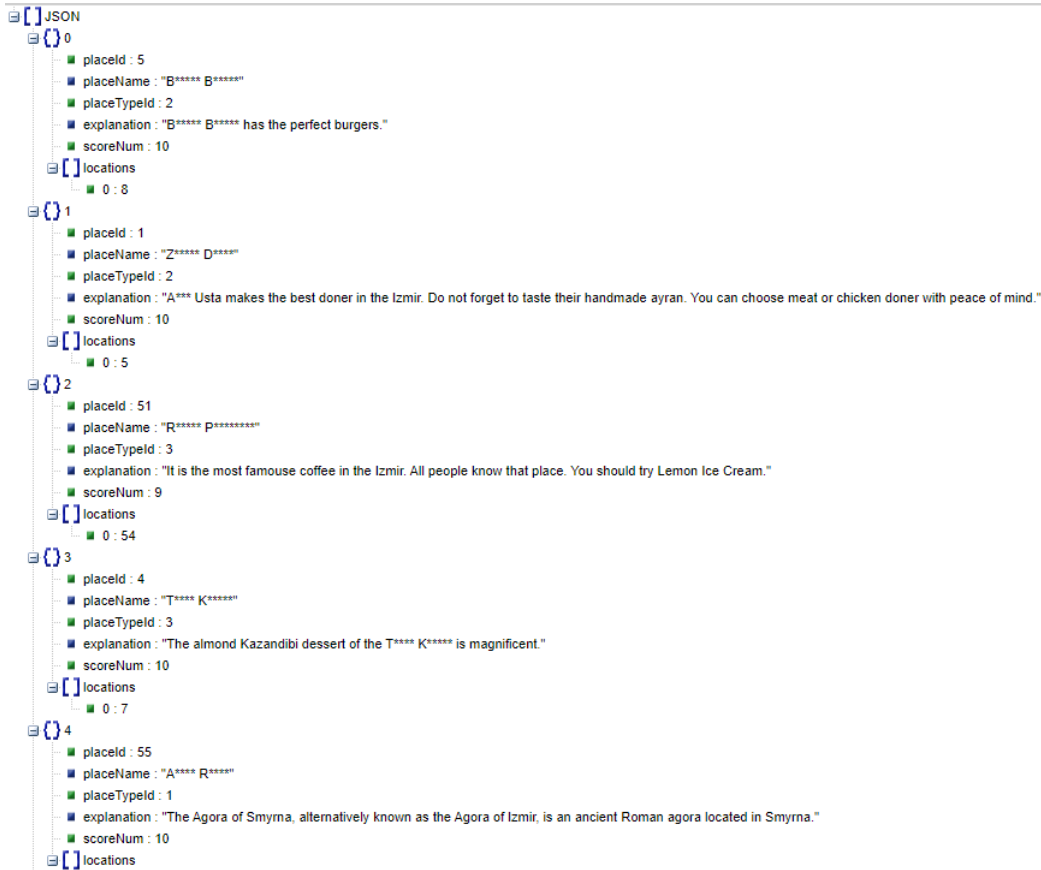 [ ] JSON
{ } 0
placeId : 5
placeName : "B***** B*****"
placeTypeId : 2
explanation : "B***** B***** has the perfect burgers."
scoreNum : 10
[ ] locations
0 : 8
{ } 1
placeId : 1
placeName : "Z***** D****"
placeTypeId : 2
explanation : "A*** Usta makes the best doner in the Izmir. Do not forget to taste their handmade ayran. You can choose meat or chicken doner with peace of mind."
scoreNum : 10
[ ] locations
0 : 5
{ } 2
placeId : 51
placeName : "R***** P********"
placeTypeId : 3
explanation : "It is the most famouse coffee in the Izmir. All people know that place. You should try Lemon Ice Cream."
scoreNum : 9
[ ] locations
0 : 54
{ } 3
placeId : 4
placeName : "T**** K*****"
placeTypeId : 3
explanation : "The almond Kazandibi dessert of the T**** K***** is magnificent."
scoreNum : 10
[ ] locations
0 : 7
{ } 4
placeId : 55
placeName : "A**** R****"
placeTypeId : 1
explanation : "The Agora of Smyrna, alternatively known as the Agora of Izmir, is an ancient Roman agora located in Smyrna."
scoreNum : 10
[ ] locations